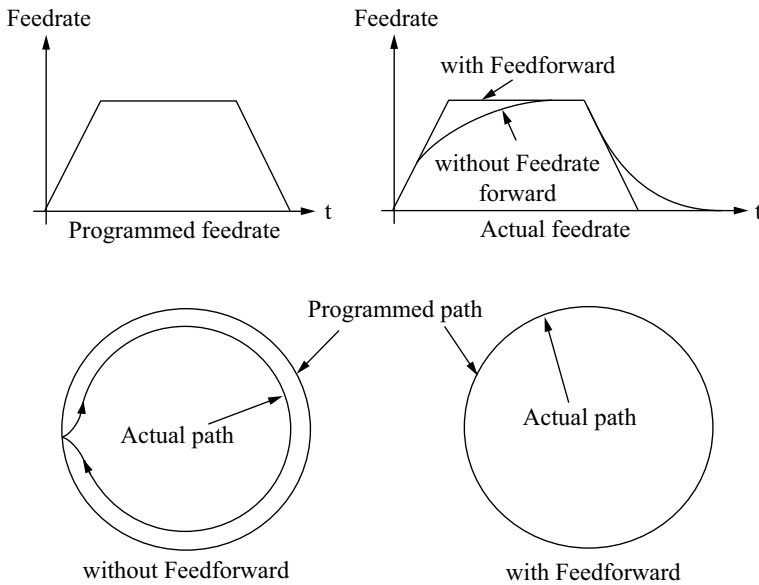 Feedrate
t
Programmed feedrate
Feedrate
with Feedforward
without Feedrate
forward
t
Actual feedrate
Programmed path
Actual path
without Feedforward
Actual path
with Feedforward